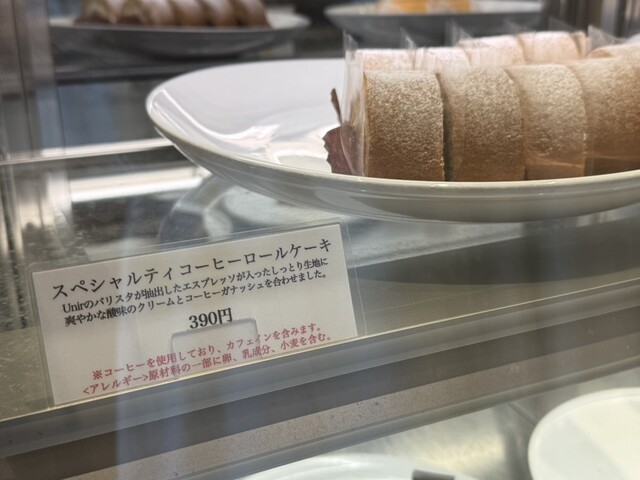 スペシャルティコーヒーロールケーキ
Unirのバリスタが抽出したエスプレッソが入ったしっとり生地に
爽やかな酸味のクリームとコーヒーガナッシュを合わせました。
390円
※コーヒーを使用しており、カフェインを含みます。
<アレルギー>原材料の一部に卵、乳成分、小麦を含む。